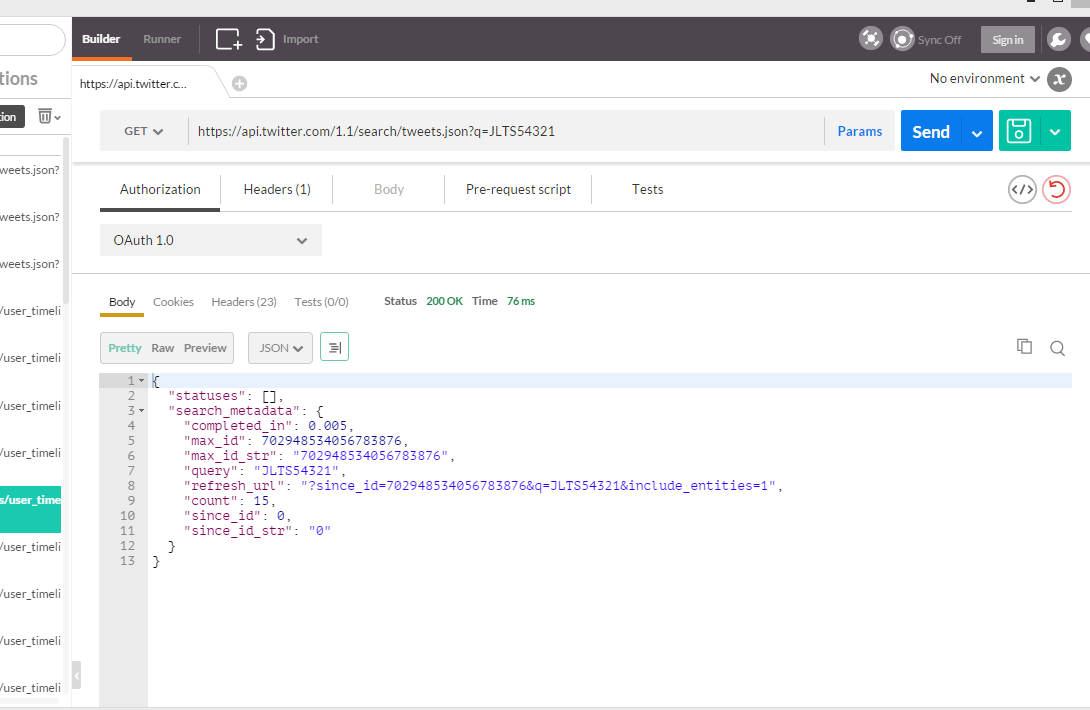 Builder Runner Import Sync Off Sign in
tions
https://api.twitter.c...
No environment
tion
GET https://api.twitter.com/1.1/search/tweets.json?q=JLTS54321 Params Send
weets.json?
Authorization Headers (1) Body Pre-request script Tests
weets.json?
OAuth 1.0
weets.json?
Body Cookies Headers (23) Tests (0/0) Status 200 OK Time 76 ms
/user_timeli
Pretty Raw Preview JSON
/user_timeli
1 {
2 "statuses": [],
3 "search_metadata": {
4 "completed_in": 0.005,
5 "max_id": 702948534056783876,
6 "max_id_str": "702948534056783876",
7 "query": "JLTS54321",
8 "refresh_url": "?since_id=702948534056783876&q=JLTS54321&include_entities=1",
9 "count": 15,
10 "since_id": 0,
11 "since_id_str": "0"
12 }
13 }
/user_timeli
/user_timeli
s/user_time
/user_timeli
/user_timeli
/user_timeli
/user_timeli